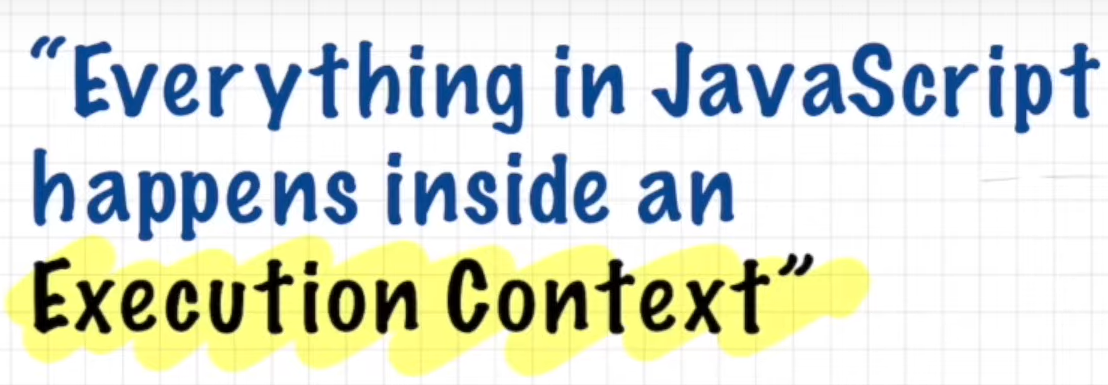 “Everything in JavaScript
happens inside an
Execution Context”